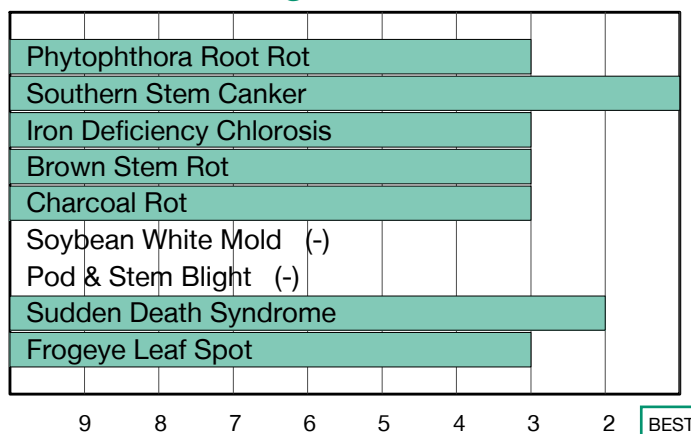 Phytophthora Root Rot
Southern Stem Canker
Iron Deficiency Chlorosis
Brown Stem Rot
Charcoal Rot
Soybean White Mold (-)
Pod & Stem Blight (-)
Sudden Death Syndrome
Frogeye Leaf Spot
9 8 7 6 5 4 3 2 BEST